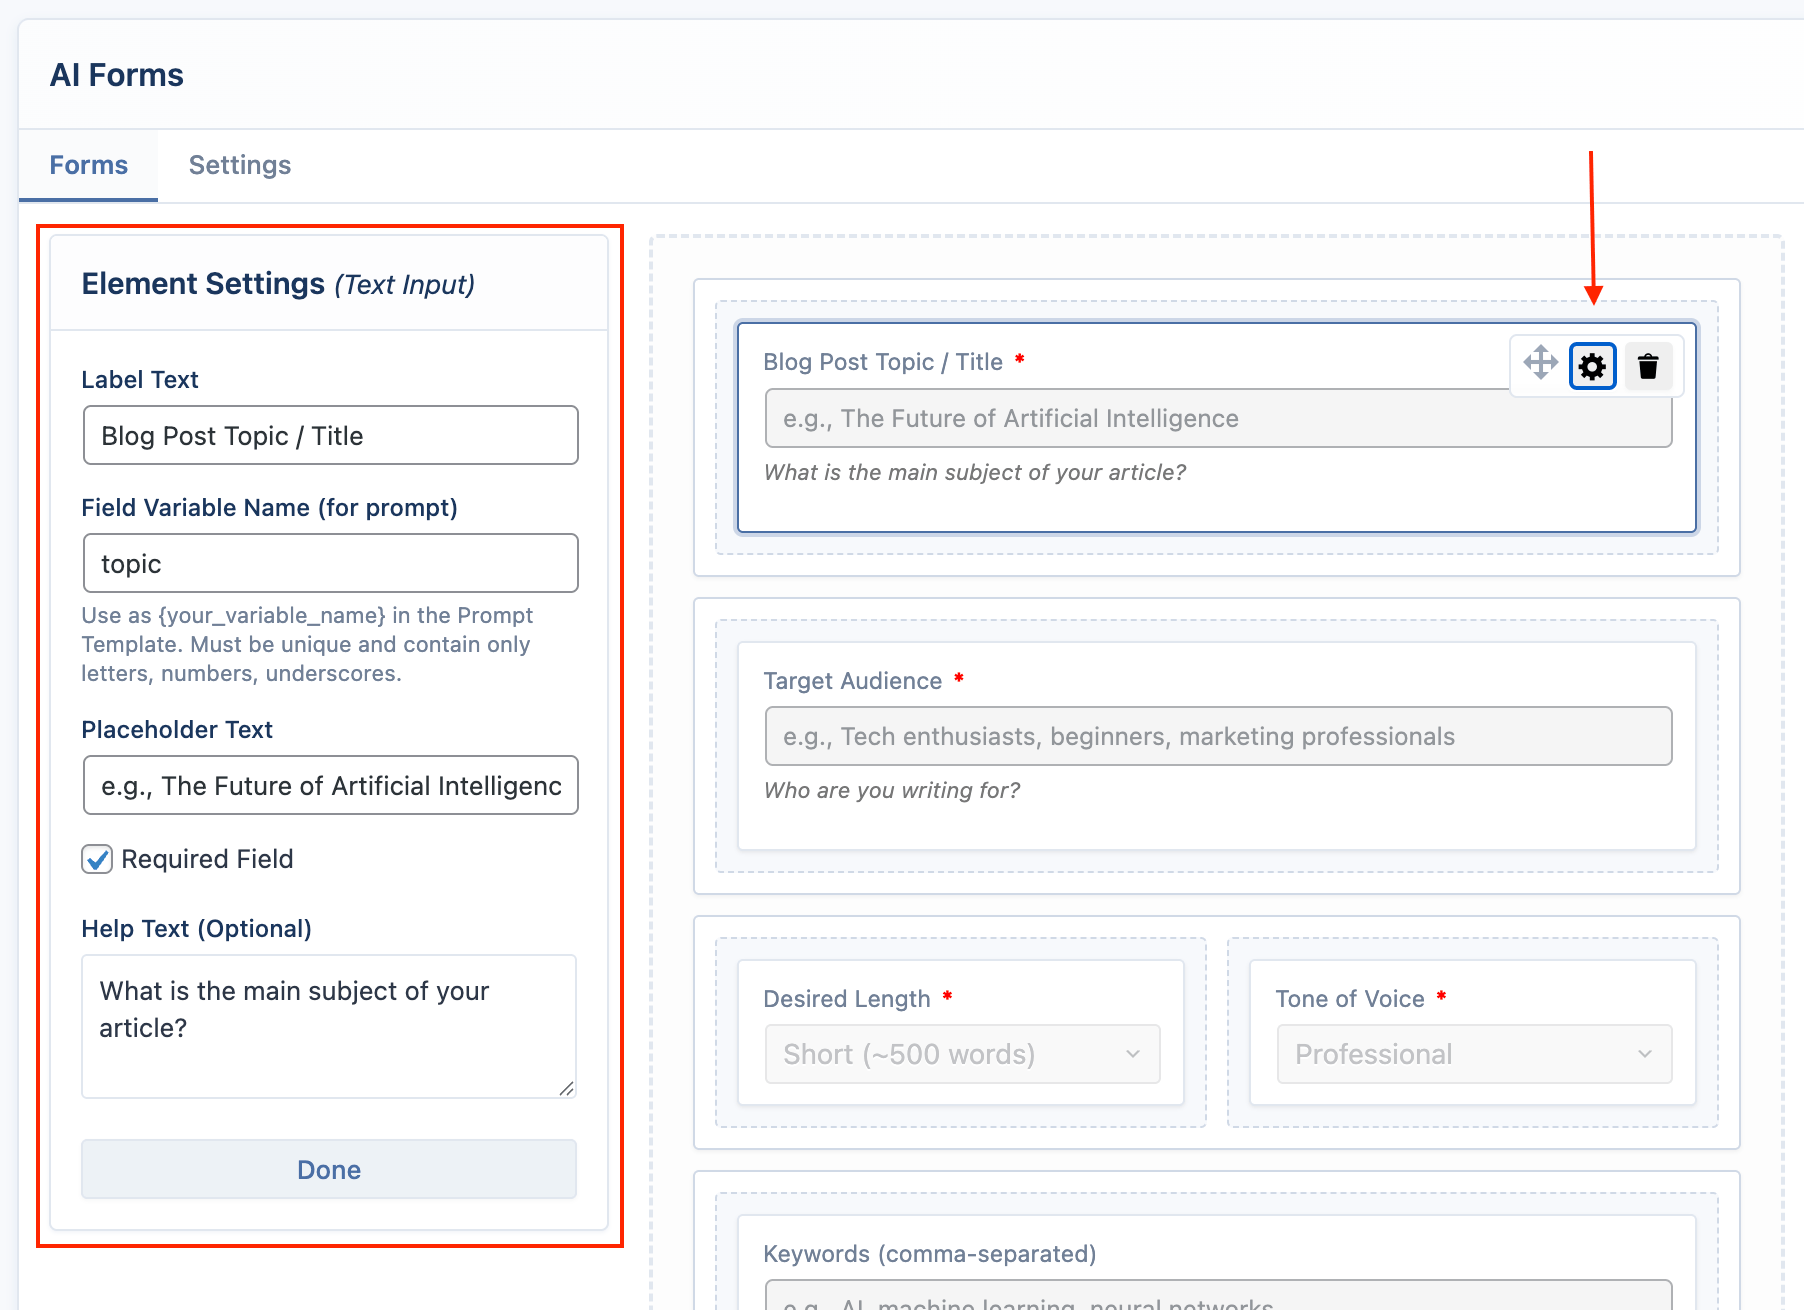 AI Forms
Forms
Settings
Element Settings (Text Input)
Label Text
Blog Post Topic / Title
Field Variable Name (for prompt)
topic
Use as {your_variable_name} in the Prompt
Template. Must be unique and contain only
letters, numbers, underscores.
Placeholder Text
e.g., The Future of Artificial Intelligenc
Required Field
Help Text (Optional)
What is the main subject of your
article?
Done
Blog Post Topic / Title *
e.g., The Future of Artificial Intelligence
What is the main subject of your article?
Target Audience *
e.g., Tech enthusiasts, beginners, marketing professionals
Who are you writing for?
Desired Length *
Short (~500 words)
Tone of Voice *
Professional
Keywords (comma-separated)
e.g., AI, machine learning, neural networks